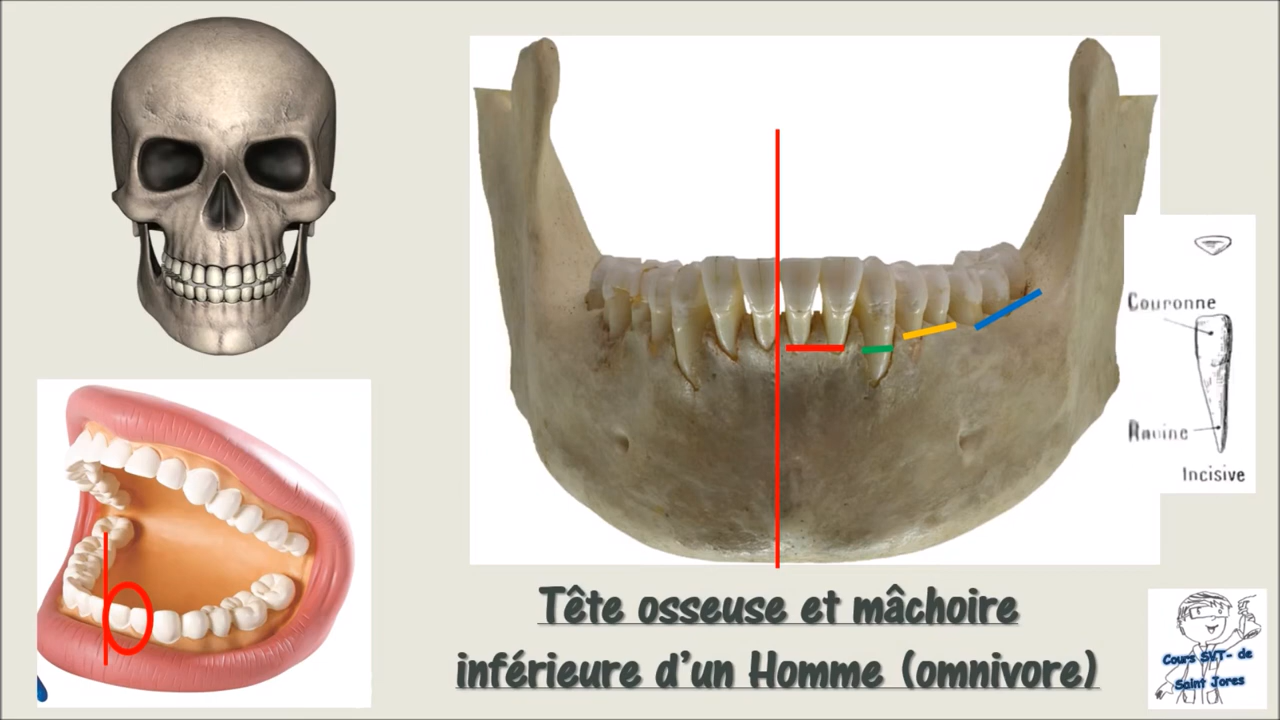 Couronne
Racine
Incisive
Tête osseuse et mâchoire
inférieure d'un Homme (omnivore)
Cours SVT- de
Saint Jores